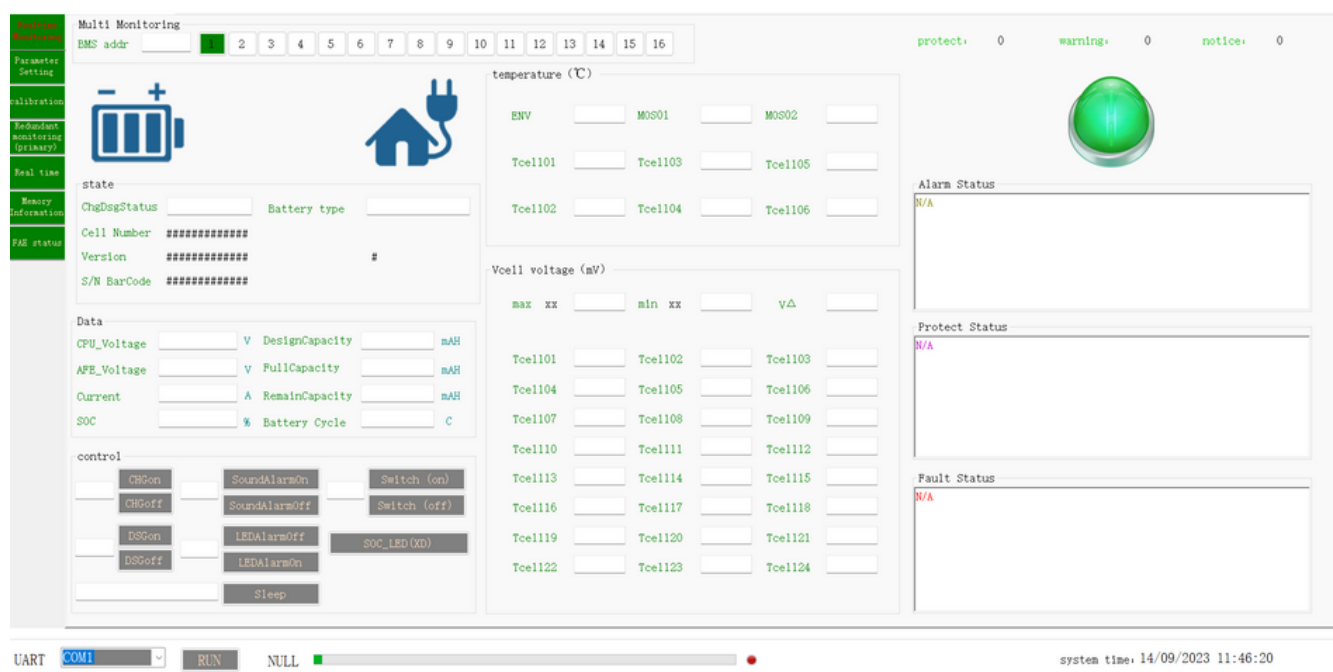 Realtime Monitoring
Parameter Setting
calibration
Redundant monitoring (primary)
Real time
Memory Information
FAE status
Multi Monitoring
BMS addr 1 2 3 4 5 6 7 8 9 10 11 12 13 14 15 16
protect: 0 warning: 0 notice: 0
- +
state
ChgDsgStatus Battery type
Cell Number #############
Version ############# #
S/N BarCode #############
Data
CPU_Voltage V DesignCapacity mAH
AFE_Voltage V FullCapacity mAH
Current A RemainCapacity mAH
SOC % Battery Cycle C
control
CHGon SoundAlarmOn Switch (on)
CHGoff SoundAlarmOff Switch (off)
DSGon LEDAlarmOff SOC_LED(XD)
DSGoff LEDAlarmOn
Sleep
temperature (℃)
ENV MOS01 MOS02
Tcell01 Tcell03 Tcell05
Tcell02 Tcell04 Tcell06
Vcell voltage (mV)
max xx min xx V△
Tcell01 Tcell02 Tcell03
Tcell04 Tcell05 Tcell06
Tcell07 Tcell08 Tcell09
Tcell10 Tcell11 Tcell12
Tcell13 Tcell14 Tcell15
Tcell16 Tcell17 Tcell18
Tcell19 Tcell20 Tcell21
Tcell22 Tcell23 Tcell24
Alarm Status
N/A
Protect Status
N/A
Fault Status
N/A
UART COM1 RUN NULL system time: 14/09/2023 11:46:20